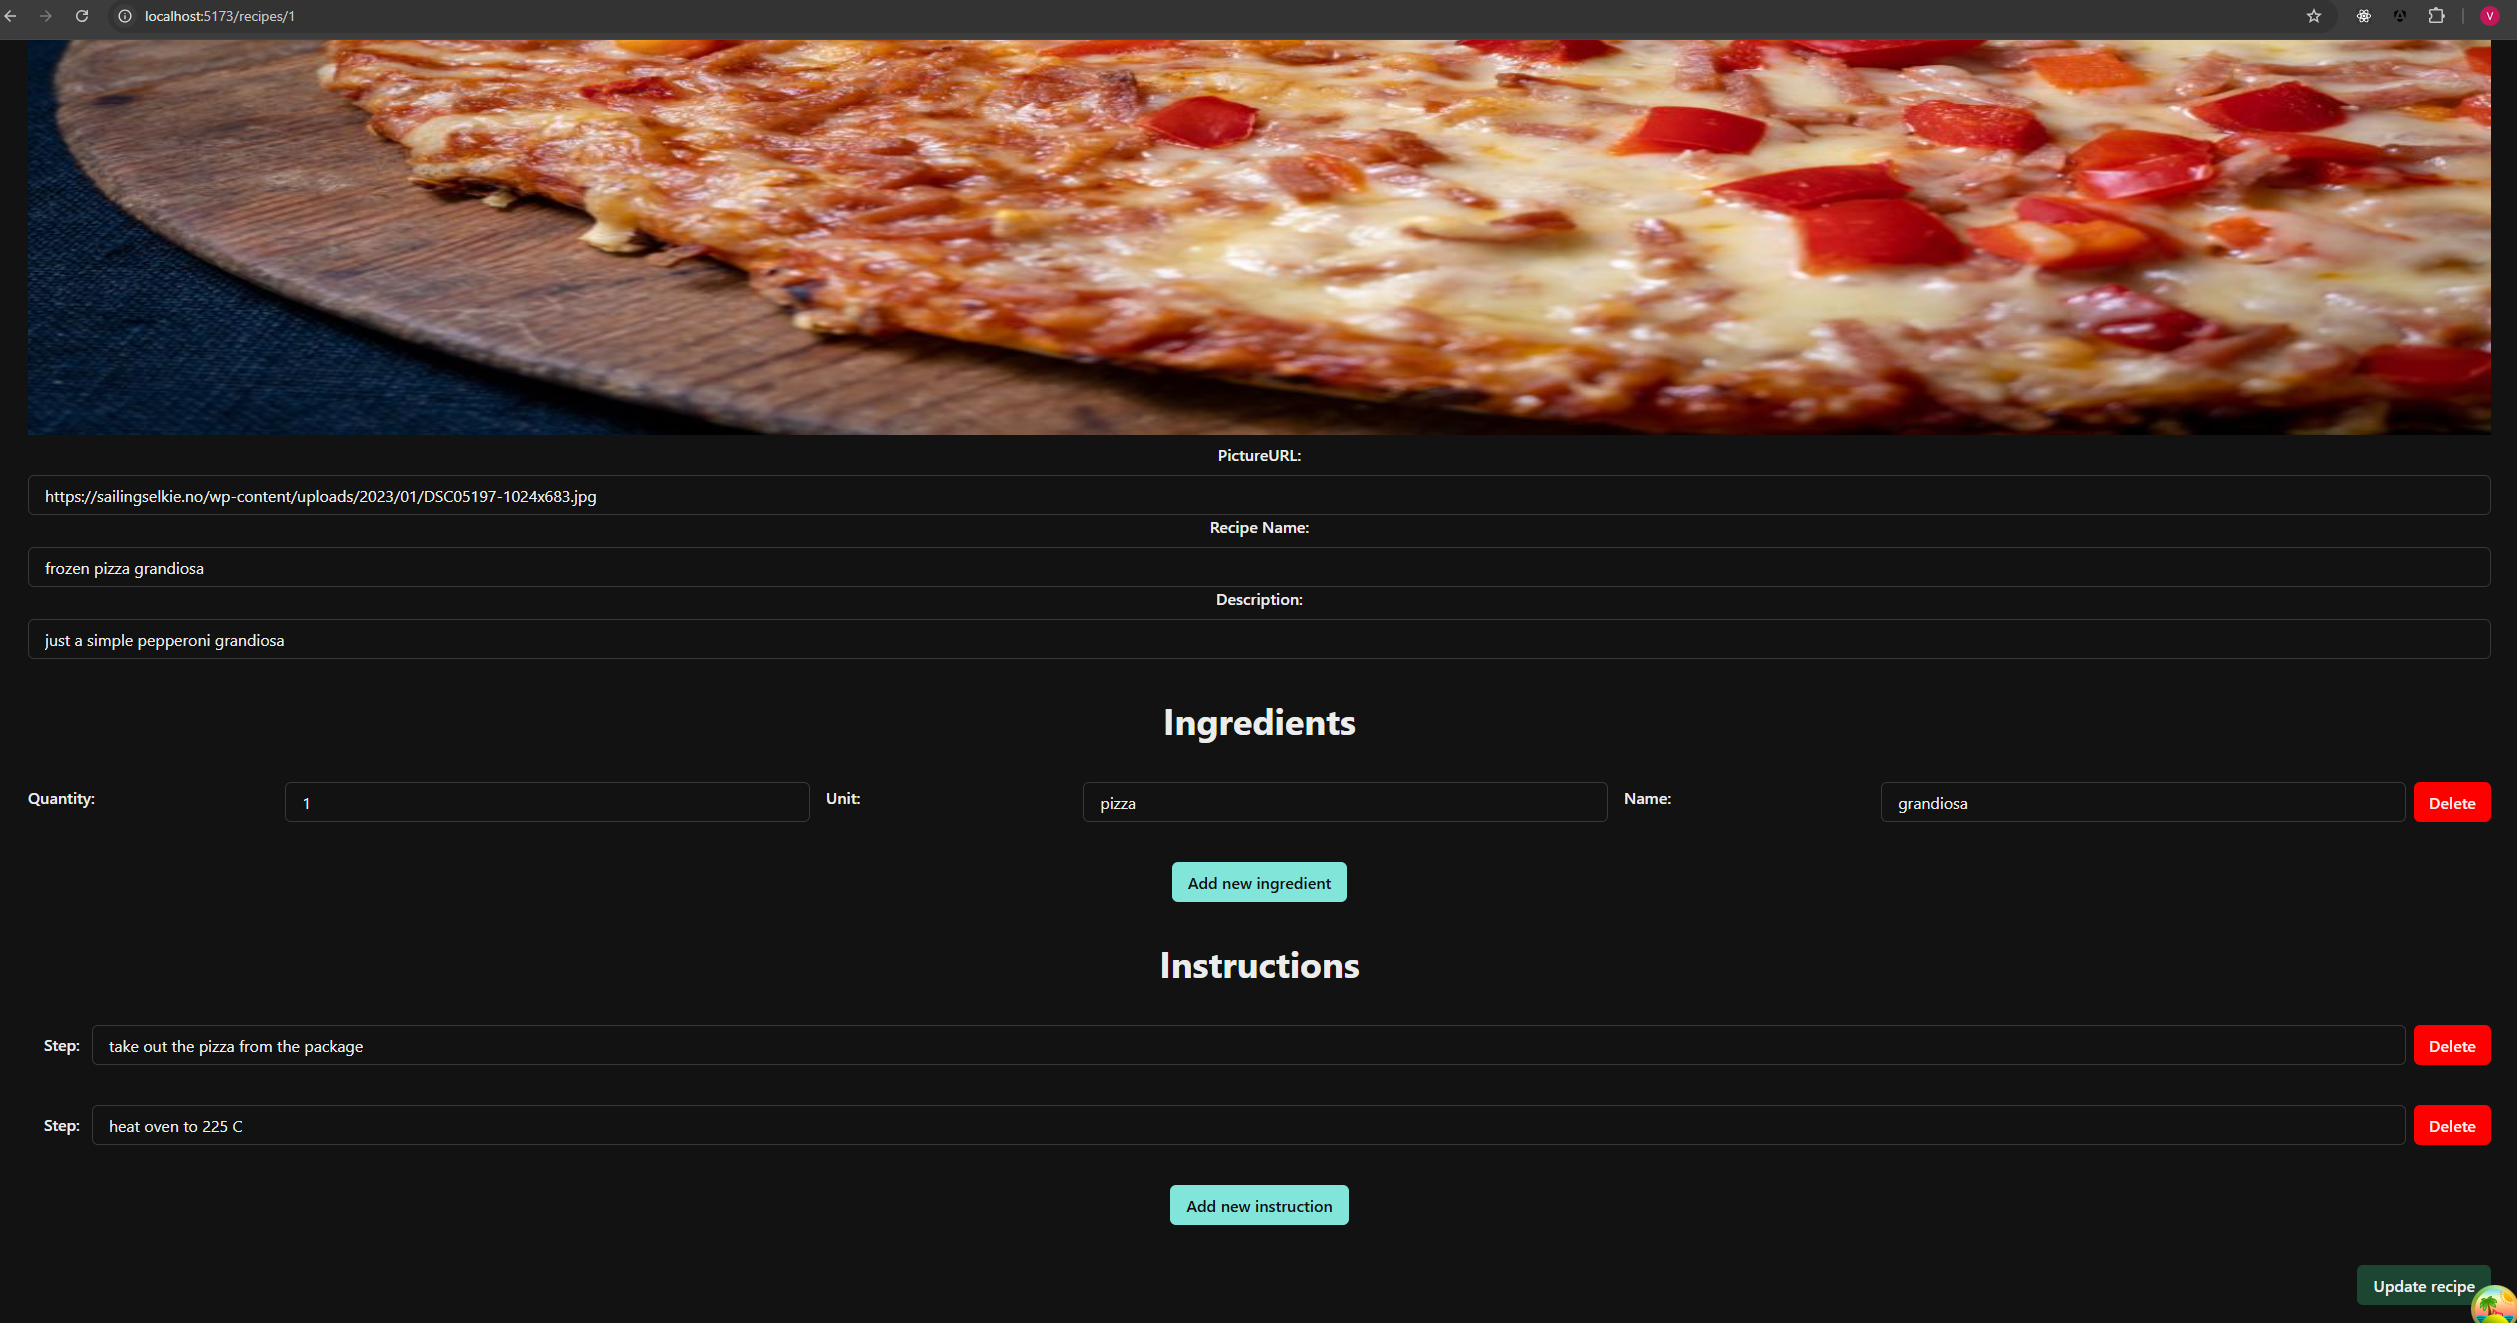 localhost:5173/recipes/1
V
PictureURL:
https://sailingselkie.no/wp-content/uploads/2023/01/DSC05197-1024x683.jpg
Recipe Name:
frozen pizza grandiosa
Description:
just a simple pepperoni grandiosa
Ingredients
Quantity: 1 Unit: pizza Name: grandiosa Delete
Add new ingredient
Instructions
Step: take out the pizza from the package Delete
Step: heat oven to 225 C Delete
Add new instruction
Update recipe